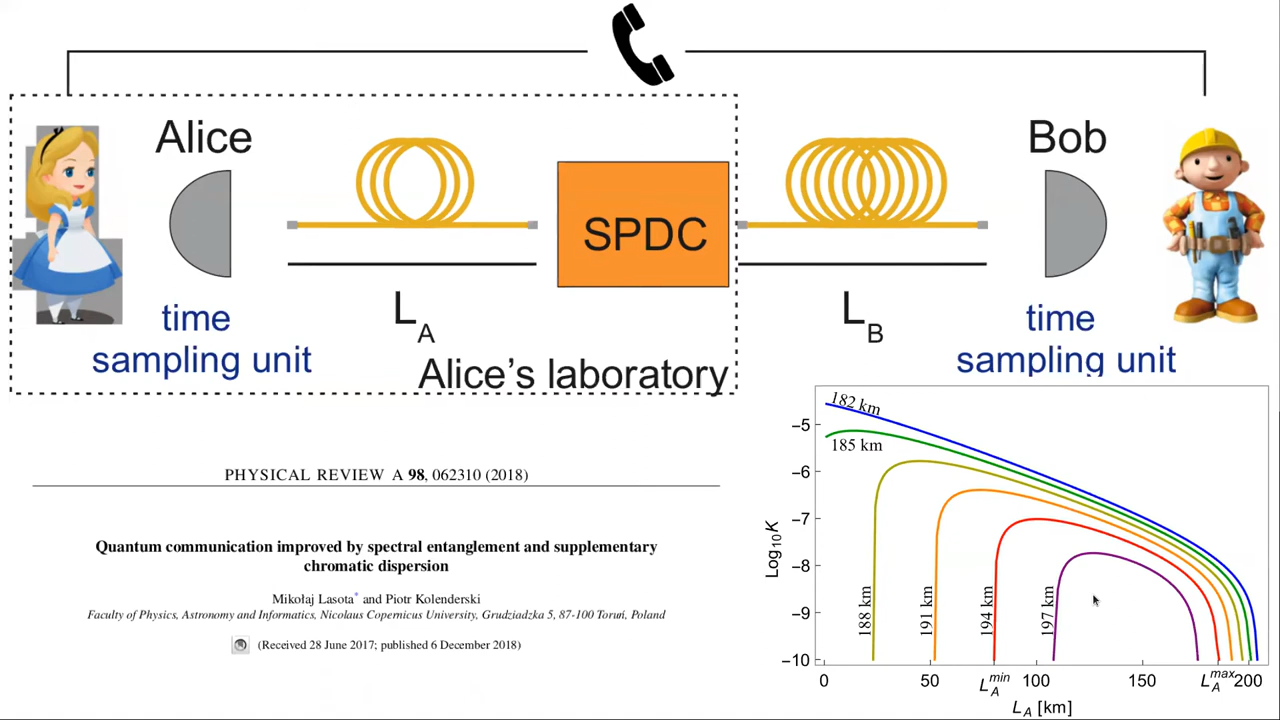 Alice
Bob
SPDC
time
sampling unit
L_A
L_B
time
sampling unit
Alice's laboratory
PHYSICAL REVIEW A 98, 062310 (2018)
Quantum communication improved by spectral entanglement and supplementary
chromatic dispersion
Mikołaj Lasota* and Piotr Kolenderski
Faculty of Physics, Astronomy and Informatics, Nicolaus Copernicus University, Grudziadzka 5, 87-100 Toruń, Poland
(Received 28 June 2017; published 6 December 2018)
182 km
185 km
188 km
191 km
194 km
197 km
Log₁₀K
−5
−6
−7
−8
−9
−10
0 50 L_A^min 100 150 L_A^max 200
L_A [km]